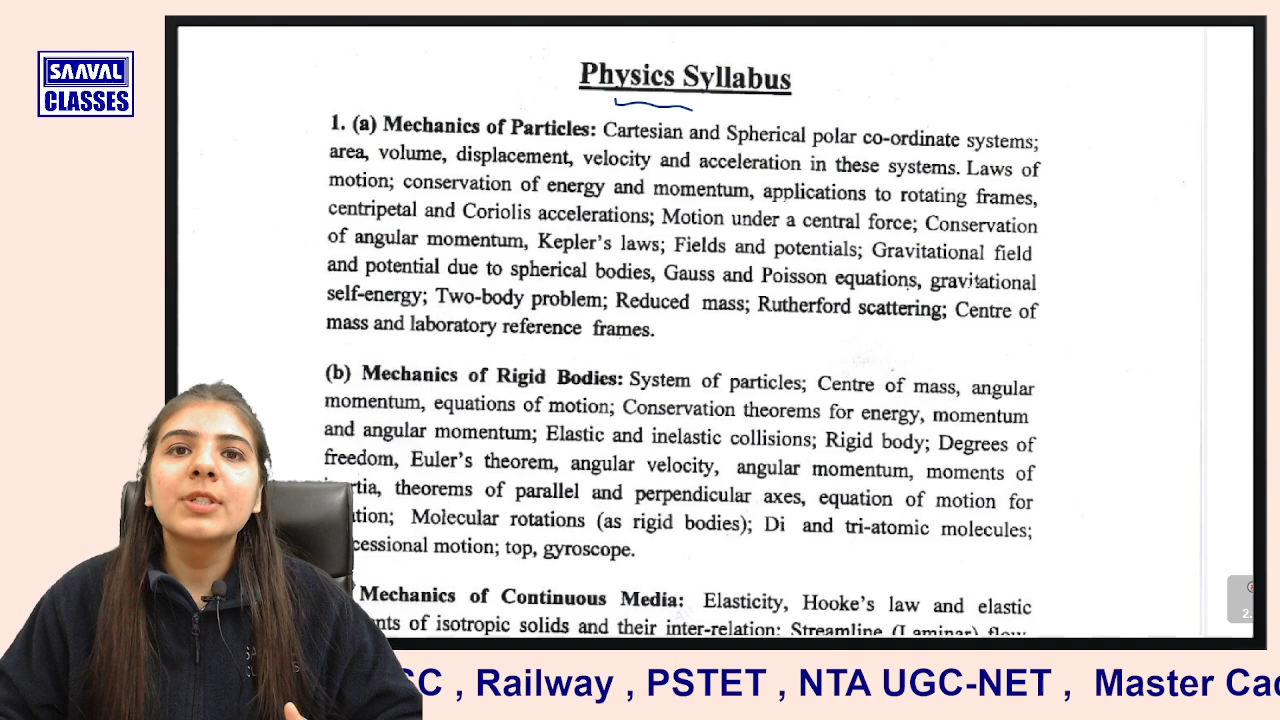 SAAVAL
CLASSES
Physics Syllabus
1. (a) Mechanics of Particles: Cartesian and Spherical polar co-ordinate systems;
area, volume, displacement, velocity and acceleration in these systems. Laws of
motion; conservation of energy and momentum, applications to rotating frames,
centripetal and Coriolis accelerations; Motion under a central force; Conservation
of angular momentum, Kepler's laws; Fields and potentials; Gravitational field
and potential due to spherical bodies, Gauss and Poisson equations, gravitational
self-energy; Two-body problem; Reduced mass; Rutherford scattering; Centre of
mass and laboratory reference frames.
(b) Mechanics of Rigid Bodies: System of particles; Centre of mass, angular
momentum, equations of motion; Conservation theorems for energy, momentum
and angular momentum; Elastic and inelastic collisions; Rigid body; Degrees of
freedom, Euler's theorem, angular velocity, angular momentum, moments of
theorems of parallel and perpendicular axes, equation of motion for
Molecular rotations (as rigid bodies); Di and tri-atomic molecules;
motion; top, gyroscope.
Mechanics of Continuous Media: Elasticity, Hooke's law and elastic
of isotropic solids and their inter-relation; Streamline (Laminar) flow,
SC , Railway , PSTET , NTA UGC-NET , Master Cad
2.